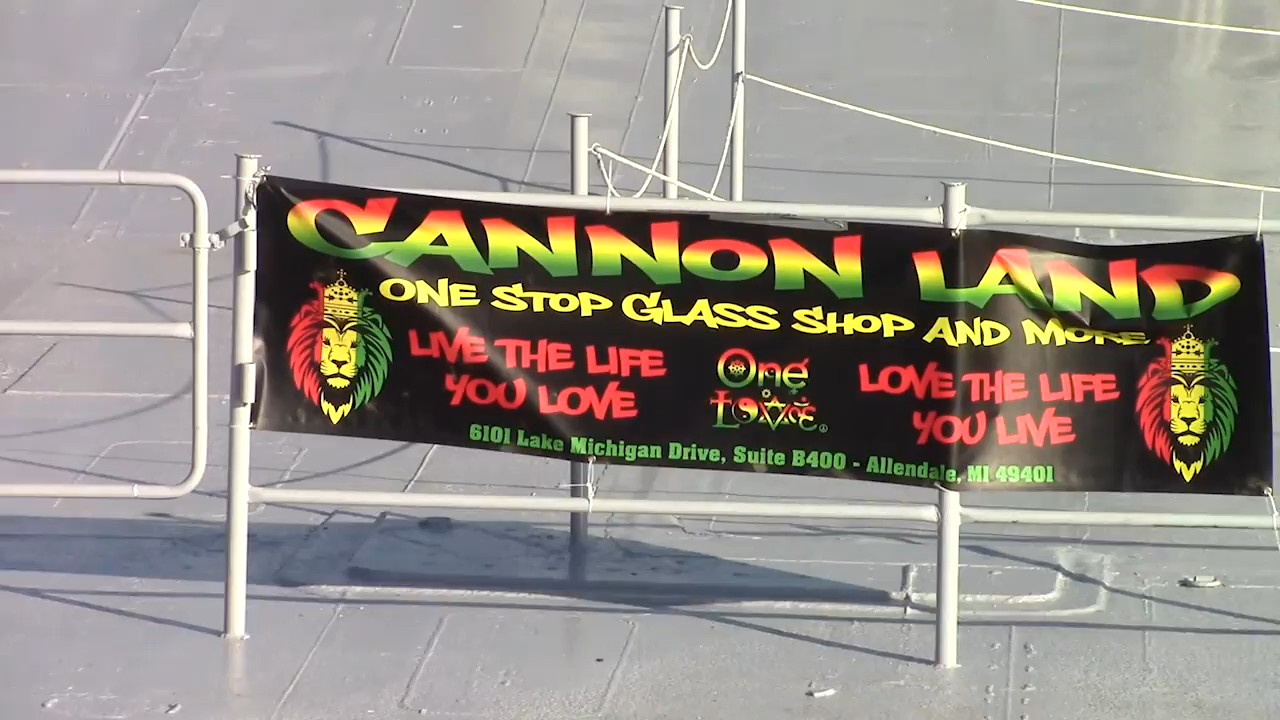 CANNON LAND
ONE STOP GLASS SHOP AND MORE
LIVE THE LIFE
YOU LOVE
One
LOVE
LOVE THE LIFE
YOU LIVE
6101 Lake Michigan Drive, Suite B400 - Allendale, MI 49401